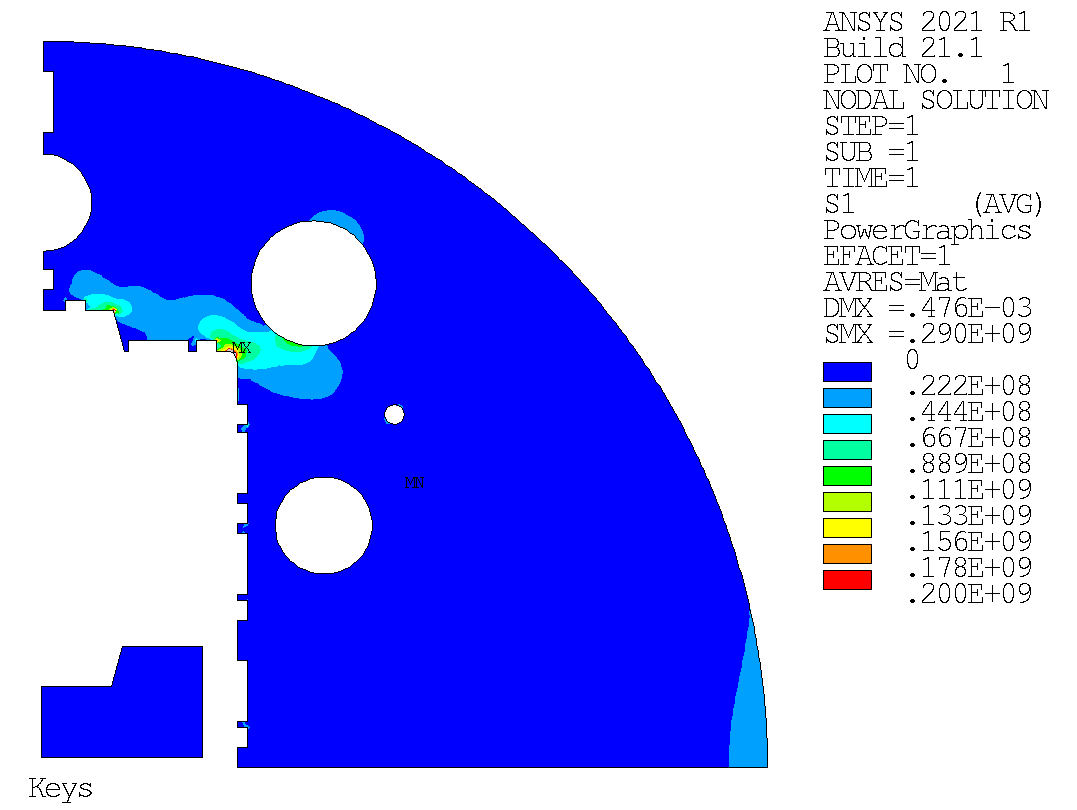 ANSYS 2021 R1
Build 21.1
PLOT NO. 1
NODAL SOLUTION
STEP=1
SUB =1
TIME=1
S1 (AVG)
PowerGraphics
EFACET=1
AVRES=Mat
DMX =.476E-03
SMX =.290E+09
0
.222E+08
.444E+08
.667E+08
.889E+08
.111E+09
.133E+09
.156E+09
.178E+09
.200E+09
MX
MN
Keys